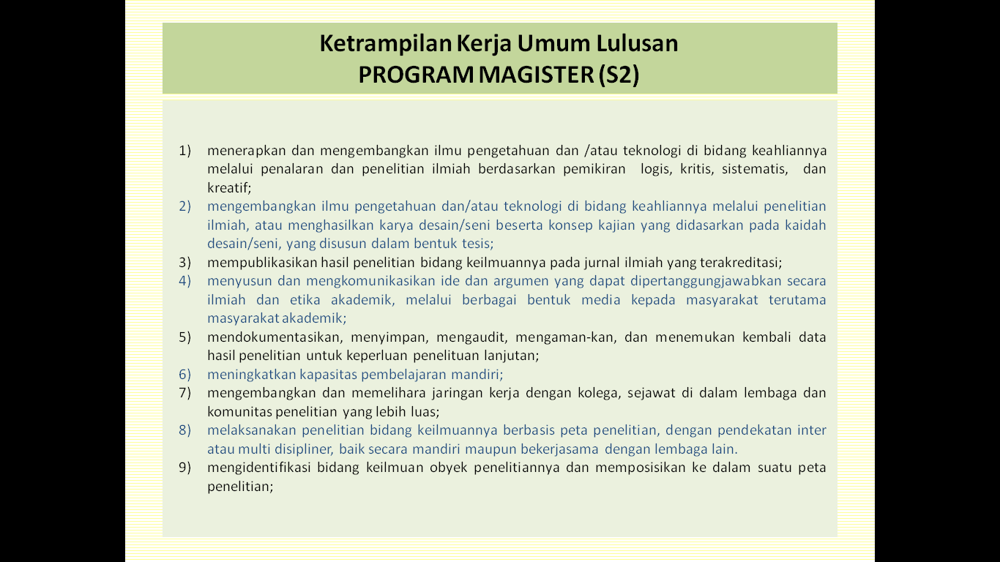 Ketrampilan Kerja Umum Lulusan
PROGRAM MAGISTER (S2)
1) menerapkan dan mengembangkan ilmu pengetahuan dan /atau teknologi di bidang keahliannya
melalui penalaran dan penelitian ilmiah berdasarkan pemikiran logis, kritis, sistematis, dan
kreatif;
2) mengembangkan ilmu pengetahuan dan/atau teknologi di bidang keahliannya melalui penelitian
ilmiah, atau menghasilkan karya desain/seni beserta konsep kajian yang didasarkan pada kaidah
desain/seni, yang disusun dalam bentuk tesis;
3) mempublikasikan hasil penelitian bidang keilmuannya pada jurnal ilmiah yang terakreditasi;
4) menyusun dan mengkomunikasikan ide dan argumen yang dapat dipertanggungjawabkan secara
ilmiah dan etika akademik, melalui berbagai bentuk media kepada masyarakat terutama
masyarakat akademik;
5) mendokumentasikan, menyimpan, mengaudit, mengaman-kan, dan menemukan kembali data
hasil penelitian untuk keperluan penelituan lanjutan;
6) meningkatkan kapasitas pembelajaran mandiri;
7) mengembangkan dan memelihara jaringan kerja dengan kolega, sejawat di dalam lembaga dan
komunitas penelitian yang lebih luas;
8) melaksanakan penelitian bidang keilmuannya berbasis peta penelitian, dengan pendekatan inter
atau multi disipliner, baik secara mandiri maupun bekerjasama dengan lembaga lain.
9) mengidentifikasi bidang keilmuan obyek penelitiannya dan memposisikan ke dalam suatu peta
penelitian;